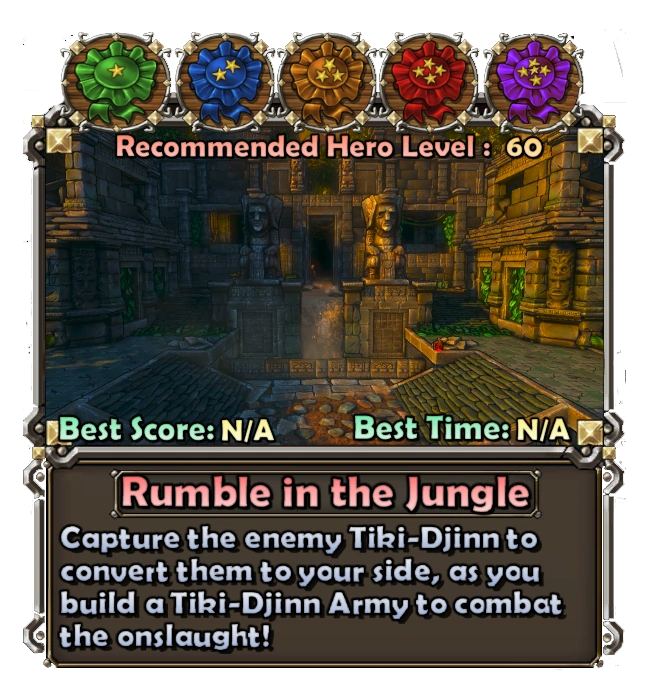 Recommended Hero Level : 60
Best Score: N/A Best Time: N/A
Rumble in the Jungle
Capture the enemy Tiki-Djinn to
convert them to your side, as you
build a Tiki-Djinn Army to combat
the onslaught!